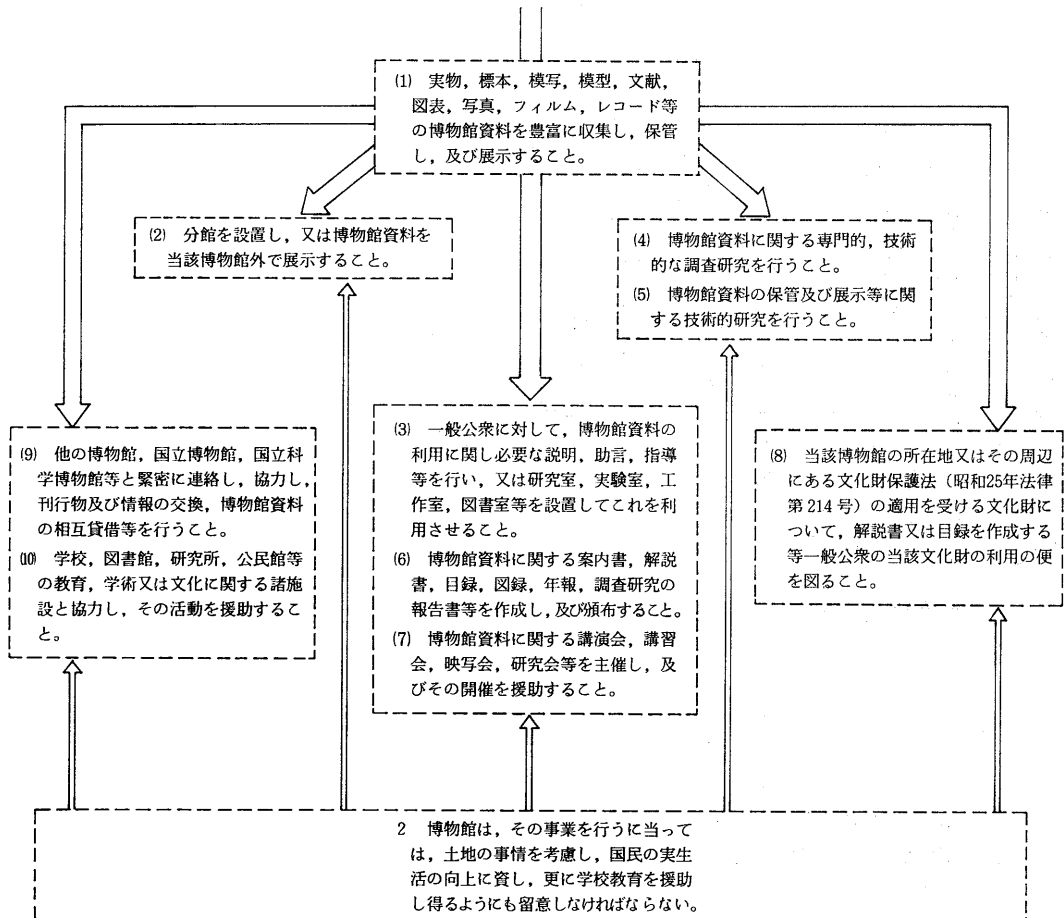 (1) 実物，標本，模写，模型，文献，
図表，写真，フィルム，レコード等
の博物館資料を豊富に収集し，保管
し，及び展示すること。
(2) 分館を設置し，又は博物館資料を
当該博物館外で展示すること。
(4) 博物館資料に関する専門的，技術
的な調査研究を行うこと。
(5) 博物館資料の保管及び展示等に関
する技術的研究を行うこと。
(9) 他の博物館，国立博物館，国立科
学博物館等と緊密に連絡し，協力し，
刊行物及び情報の交換，博物館資料
の相互貸借等を行うこと。
(10) 学校，図書館，研究所，公民館等
の教育，学術又は文化に関する諸施
設と協力し，その活動を援助するこ
と。
(3) 一般公衆に対して，博物館資料の
利用に関し必要な説明，助言，指導
等を行い，又は研究室，実験室，工
作室，図書室等を設置してこれを利
用させること。
(6) 博物館資料に関する案内書，解説
書，目録，図録，年報，調査研究の
報告書等を作成し，及び頒布すること。
(7) 博物館資料に関する講演会，講習
会，映写会，研究会等を主催し，及
びその開催を援助すること。
(8) 当該博物館の所在地又はその周辺
にある文化財保護法（昭和25年法律
第214号）の適用を受ける文化財に
ついて，解説書又は目録を作成する
等一般公衆の当該文化財の利用の便
を図ること。
2 博物館は，その事業を行うに当って
は，土地の事情を考慮し，国民の実生
活の向上に資し，更に学校教育を援助
し得るようにも留意しなければならない。